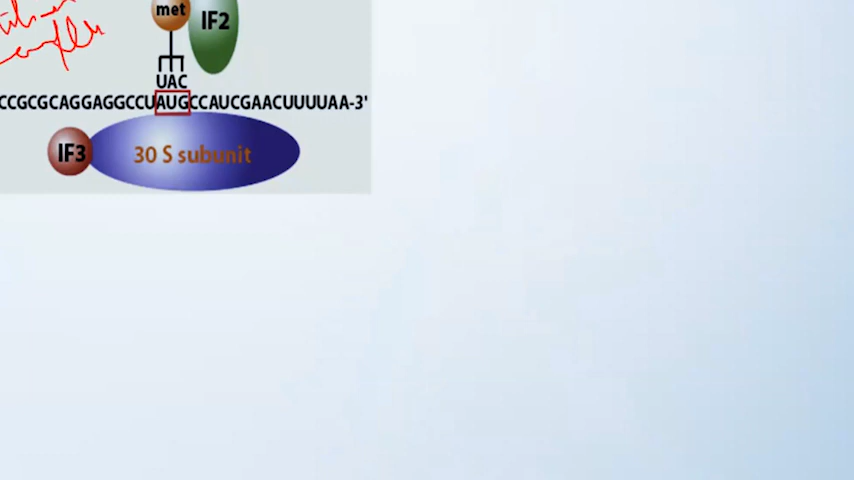 met
IF2
UAC
CCGCGCAGGAGGCCUAUGCCAUCGAACUUUUAA-3'
IF3
30 S subunit